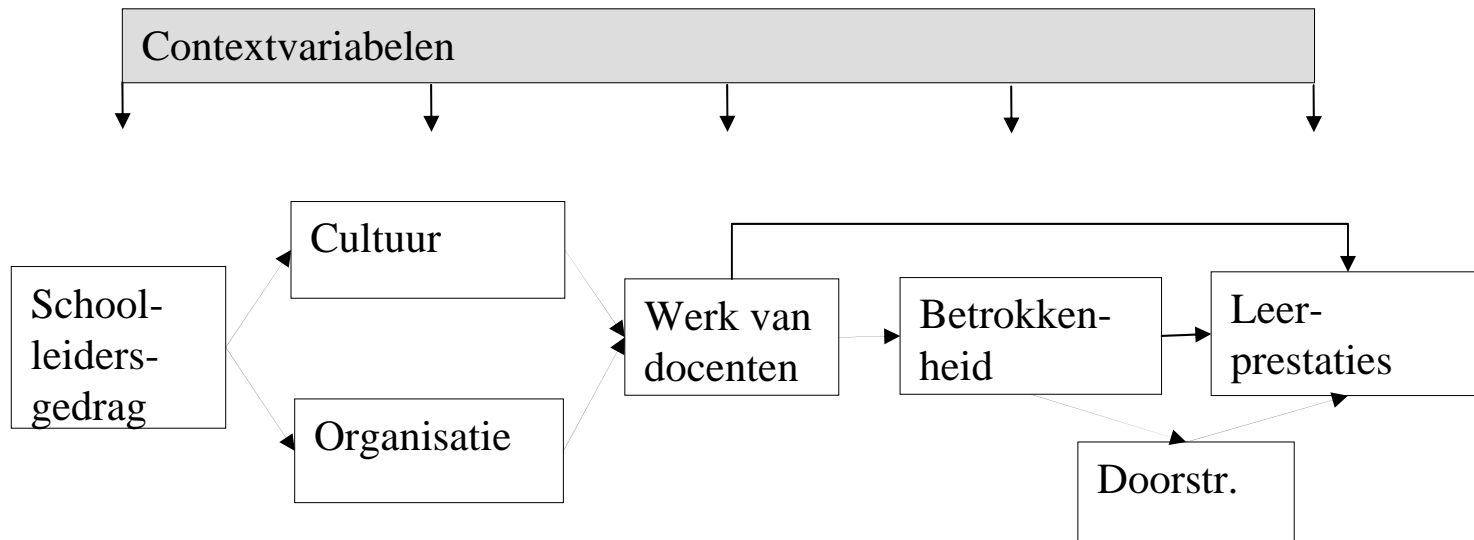 Contextvariabelen
Cultuur
School-
leiders-
gedrag
Organisatie
Werk van
docenten
Betrokken-
heid
Leer-
prestaties
Doorstr.